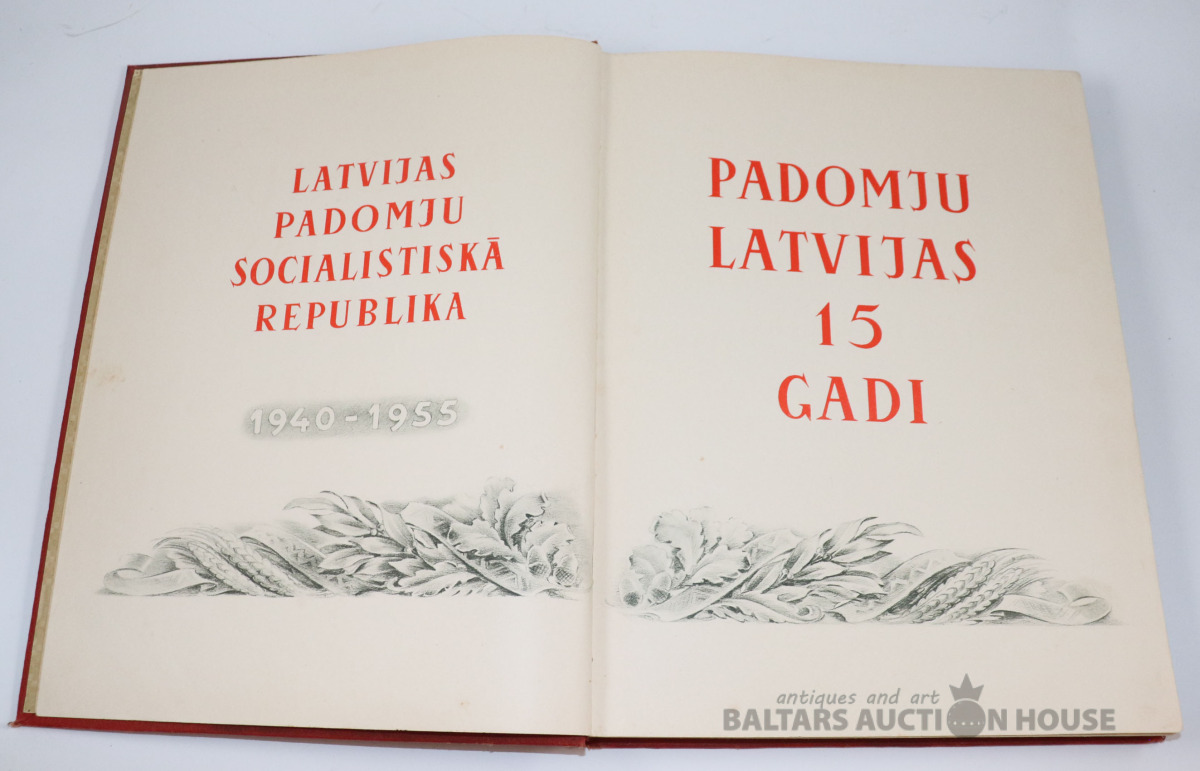 LATVIJAS
PADOMJU
SOCIALISTISKĀ
REPUBLIKA
1940-1955
PADOMJU
LATVIJAS
15
GADI
antiques and art
BALTARS AUCTION HOUSE